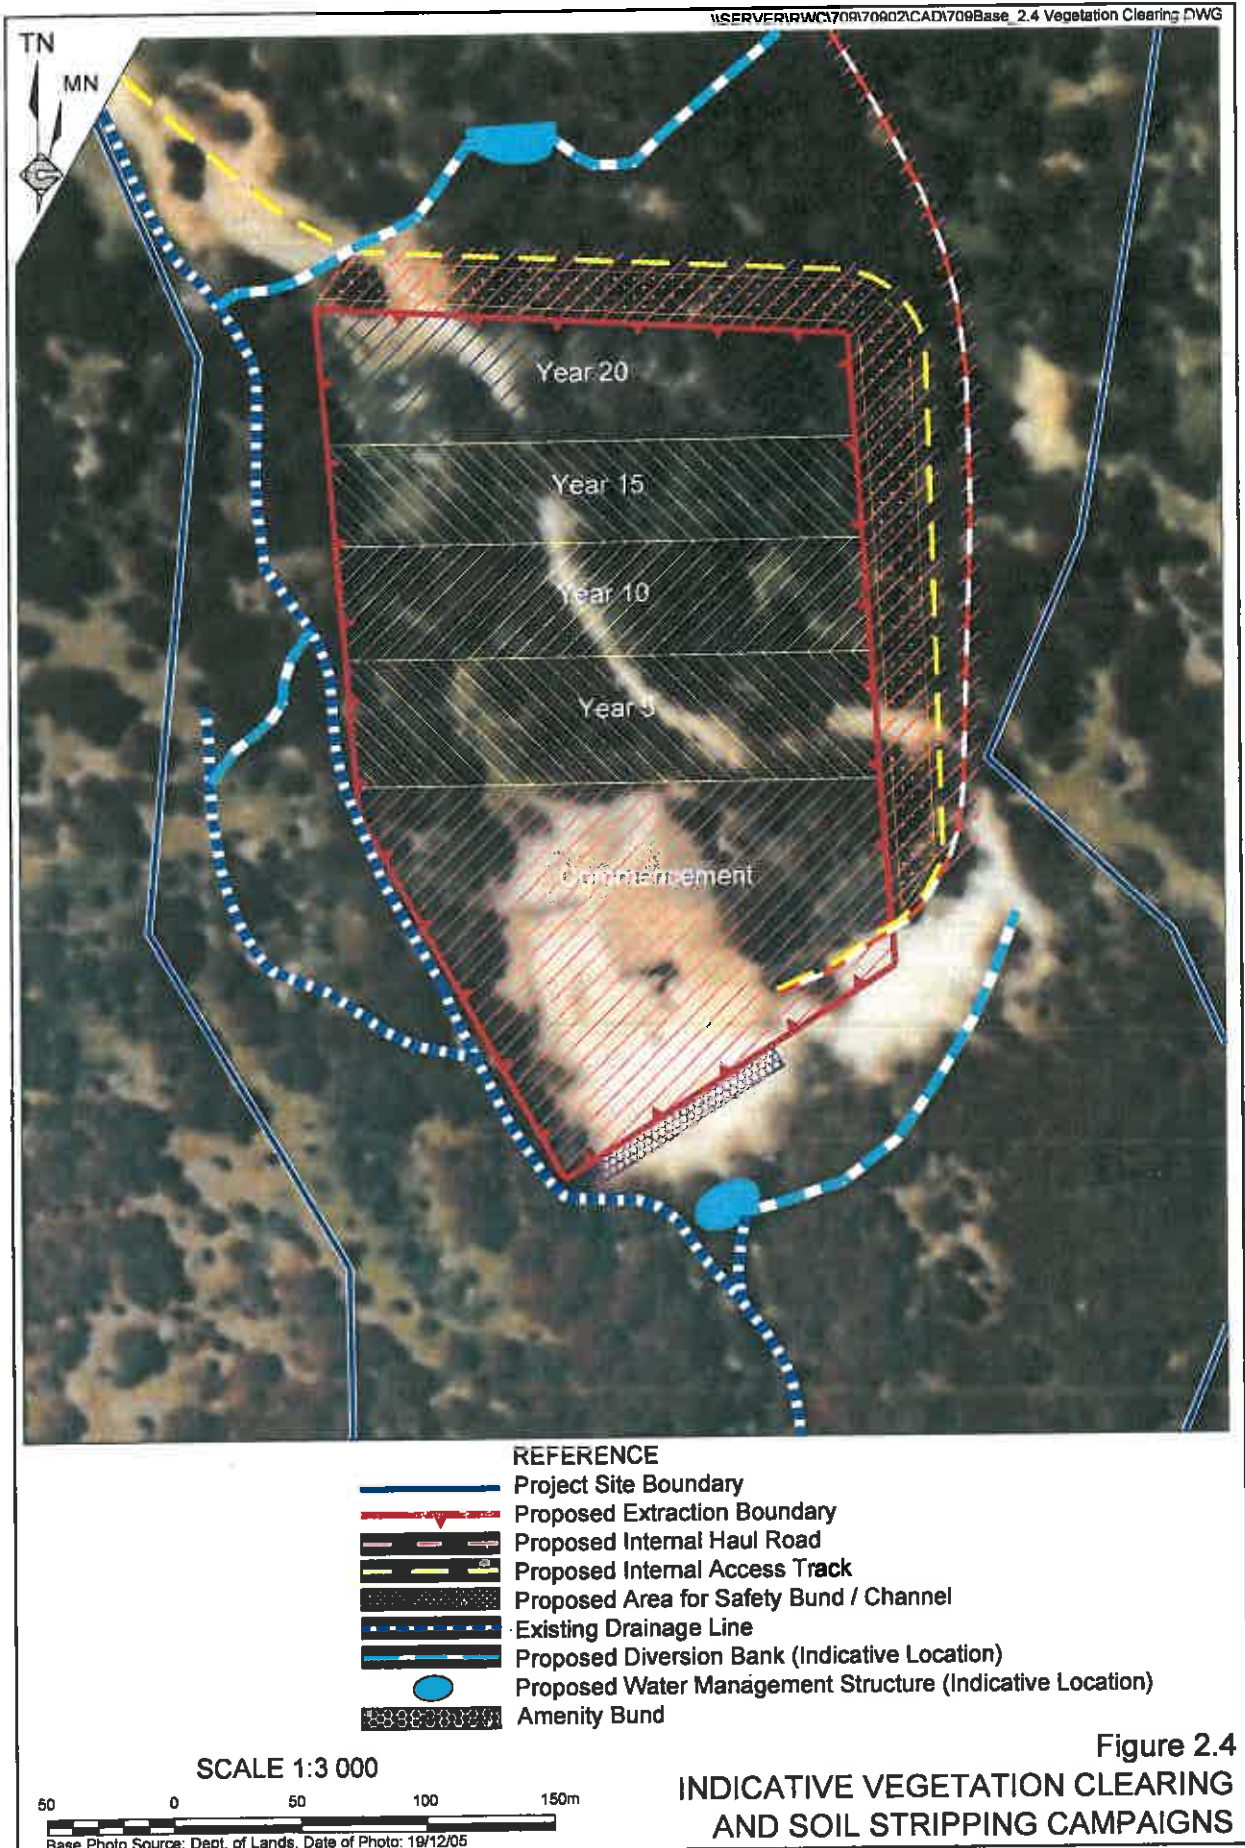 \\SERVER\RWC\709\70902\CAD\709Base_2.4 Vegetation Clearing DWG
TN
MN
Year 20
Year 15
Year 10
Year 5
Commencement
REFERENCE
Project Site Boundary
Proposed Extraction Boundary
Proposed Internal Haul Road
Proposed Internal Access Track
Proposed Area for Safety Bund / Channel
Existing Drainage Line
Proposed Diversion Bank (Indicative Location)
Proposed Water Management Structure (Indicative Location)
Amenity Bund
SCALE 1:3 000
50 0 50 100 150m
Base Photo Source: Dept. of Lands, Date of Photo: 19/12/05
Figure 2.4
INDICATIVE VEGETATION CLEARING
AND SOIL STRIPPING CAMPAIGNS